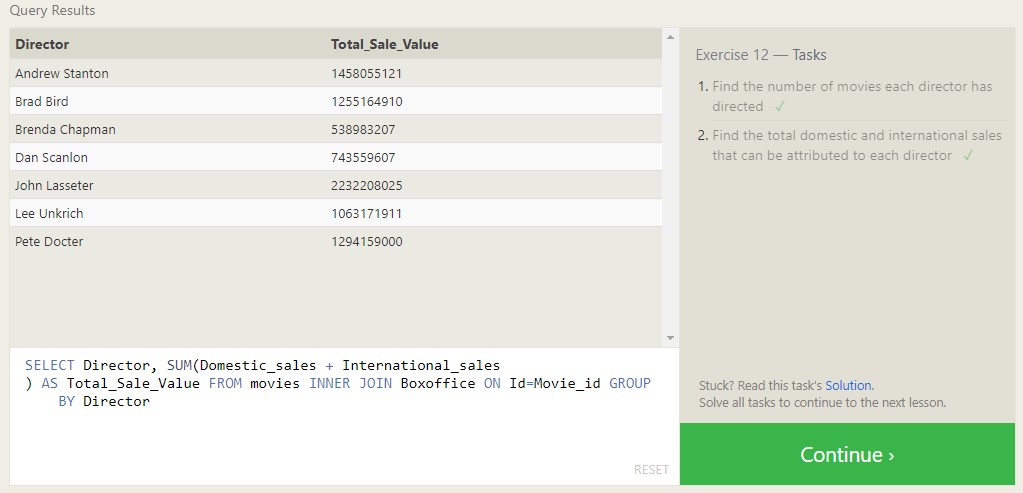 Query Results
Director Total_Sale_Value
Andrew Stanton 1458055121
Brad Bird 1255164910
Brenda Chapman 538983207
Dan Scanlon 743559607
John Lasseter 2232208025
Lee Unkrich 1063171911
Pete Docter 1294159000
SELECT Director, SUM(Domestic_sales + International_sales
) AS Total_Sale_Value FROM movies INNER JOIN Boxoffice ON Id=Movie_id GROUP
BY Director
RESET
Exercise 12 — Tasks
1. Find the number of movies each director has
directed ✓
2. Find the total domestic and international sales
that can be attributed to each director ✓
Stuck? Read this task's Solution.
Solve all tasks to continue to the next lesson.
Continue ›